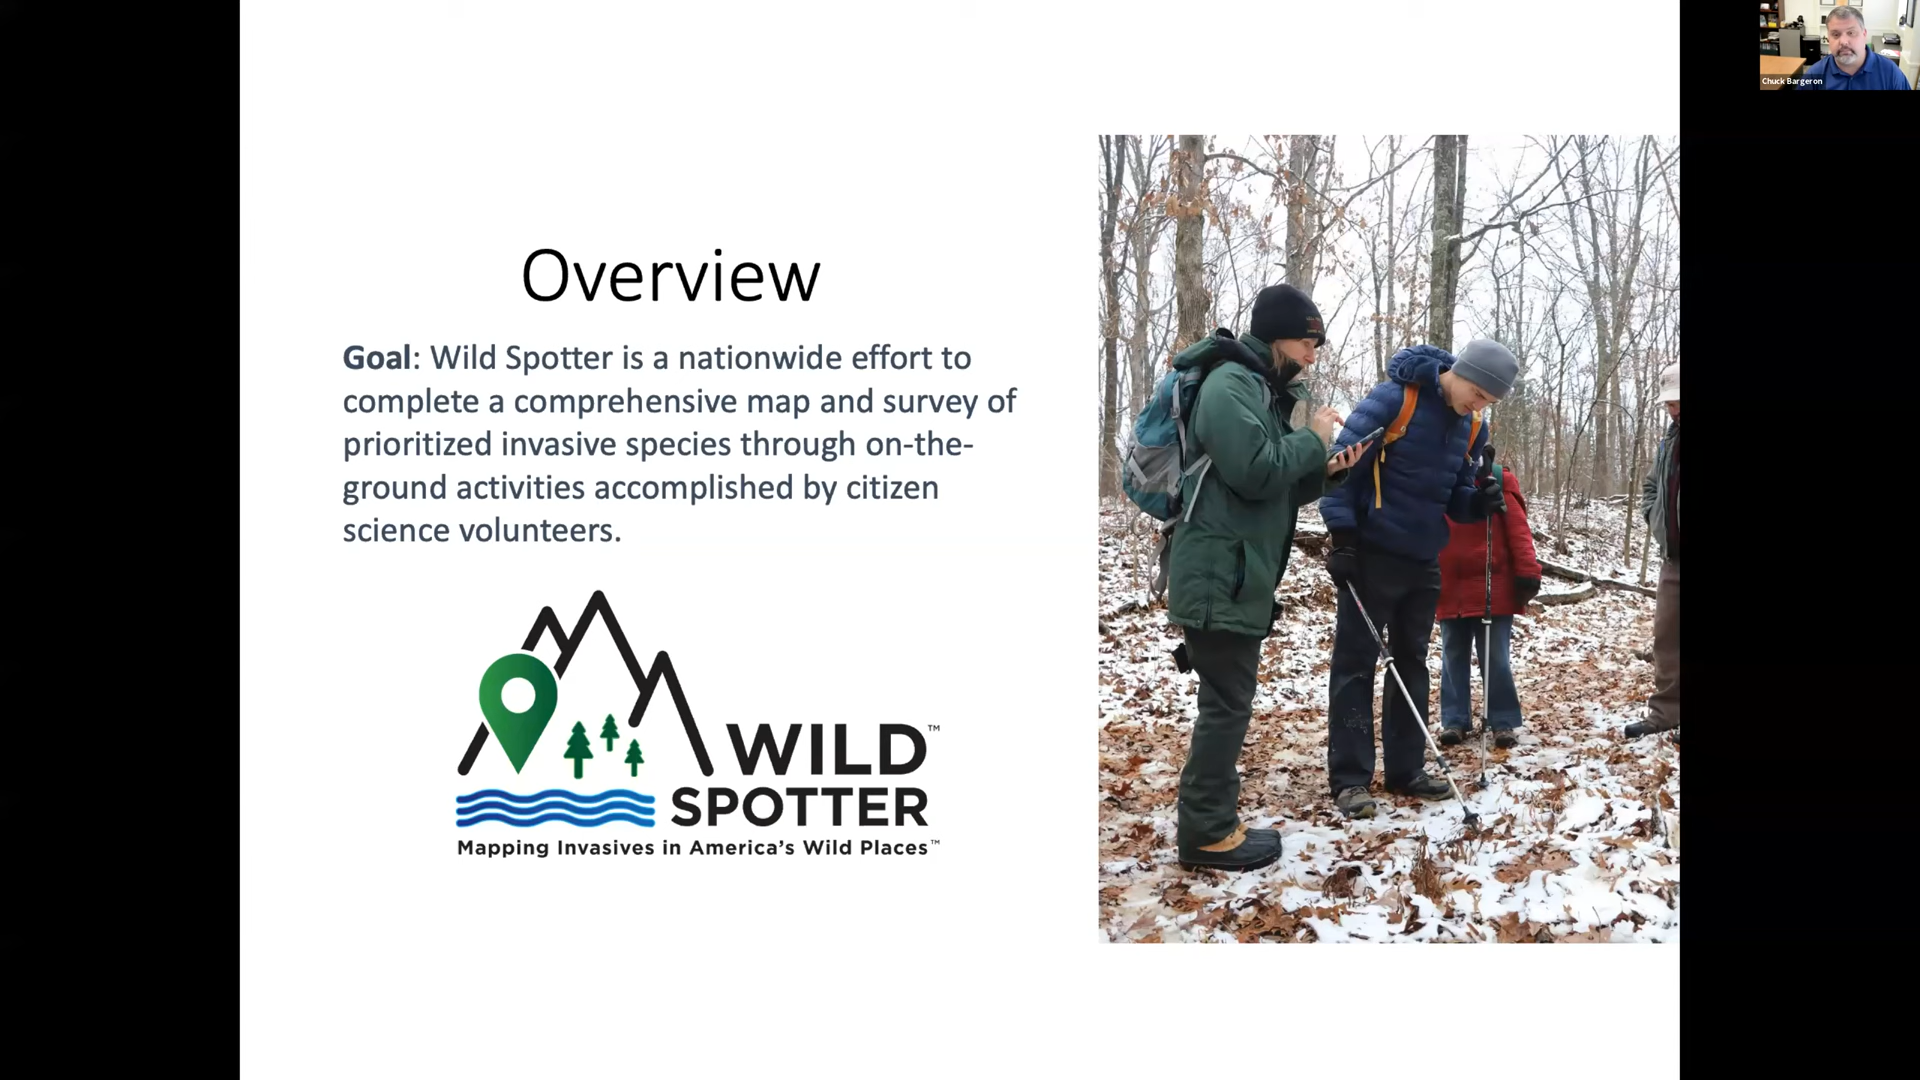 Chuck Bargeron
Overview
Goal: Wild Spotter is a nationwide effort to
complete a comprehensive map and survey of
prioritized invasive species through on-the-
ground activities accomplished by citizen
science volunteers.
WILD™
SPOTTER
Mapping Invasives in America's Wild Places™